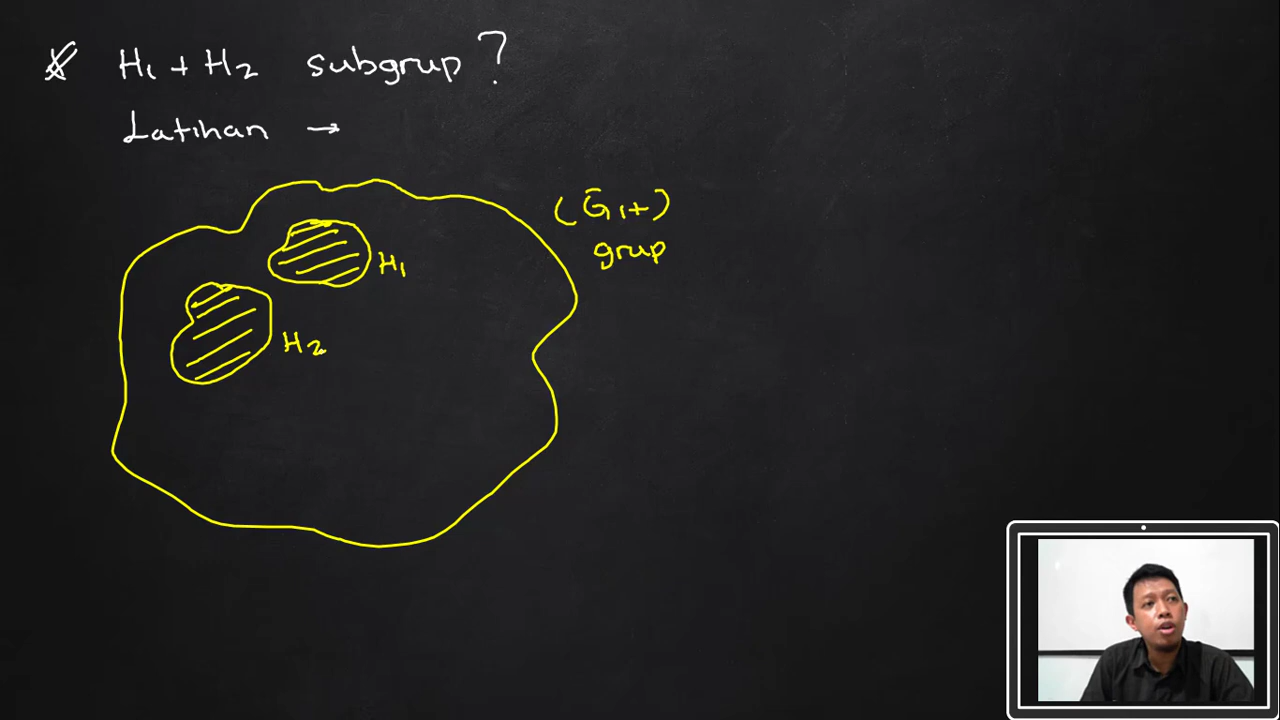 * H1 + H2 subgrup ?
Latihan →
(G, +)
grup
H1
H2